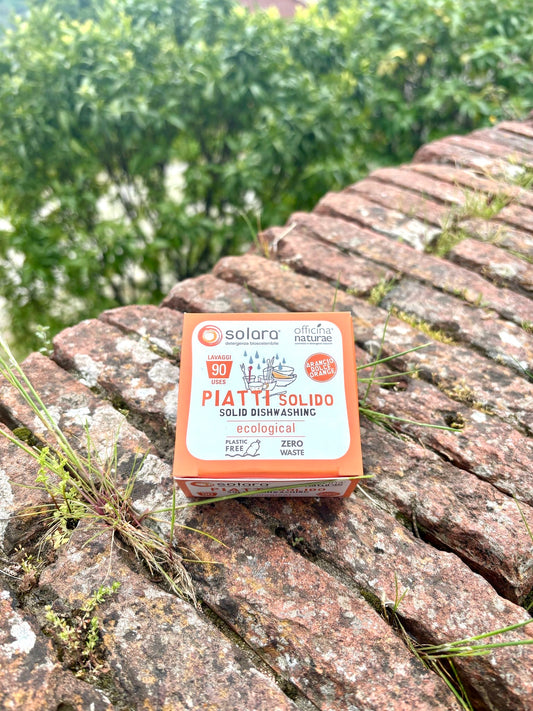 solara
detergenza biosostenibile
officina
naturae
LAVAGGI
90
USES
ARANCIO
DOLCE
ORANGE
PIATTI SOLIDO
SOLID DISHWASHING
ecological
PLASTIC
FREE
ZERO
WASTE
solara